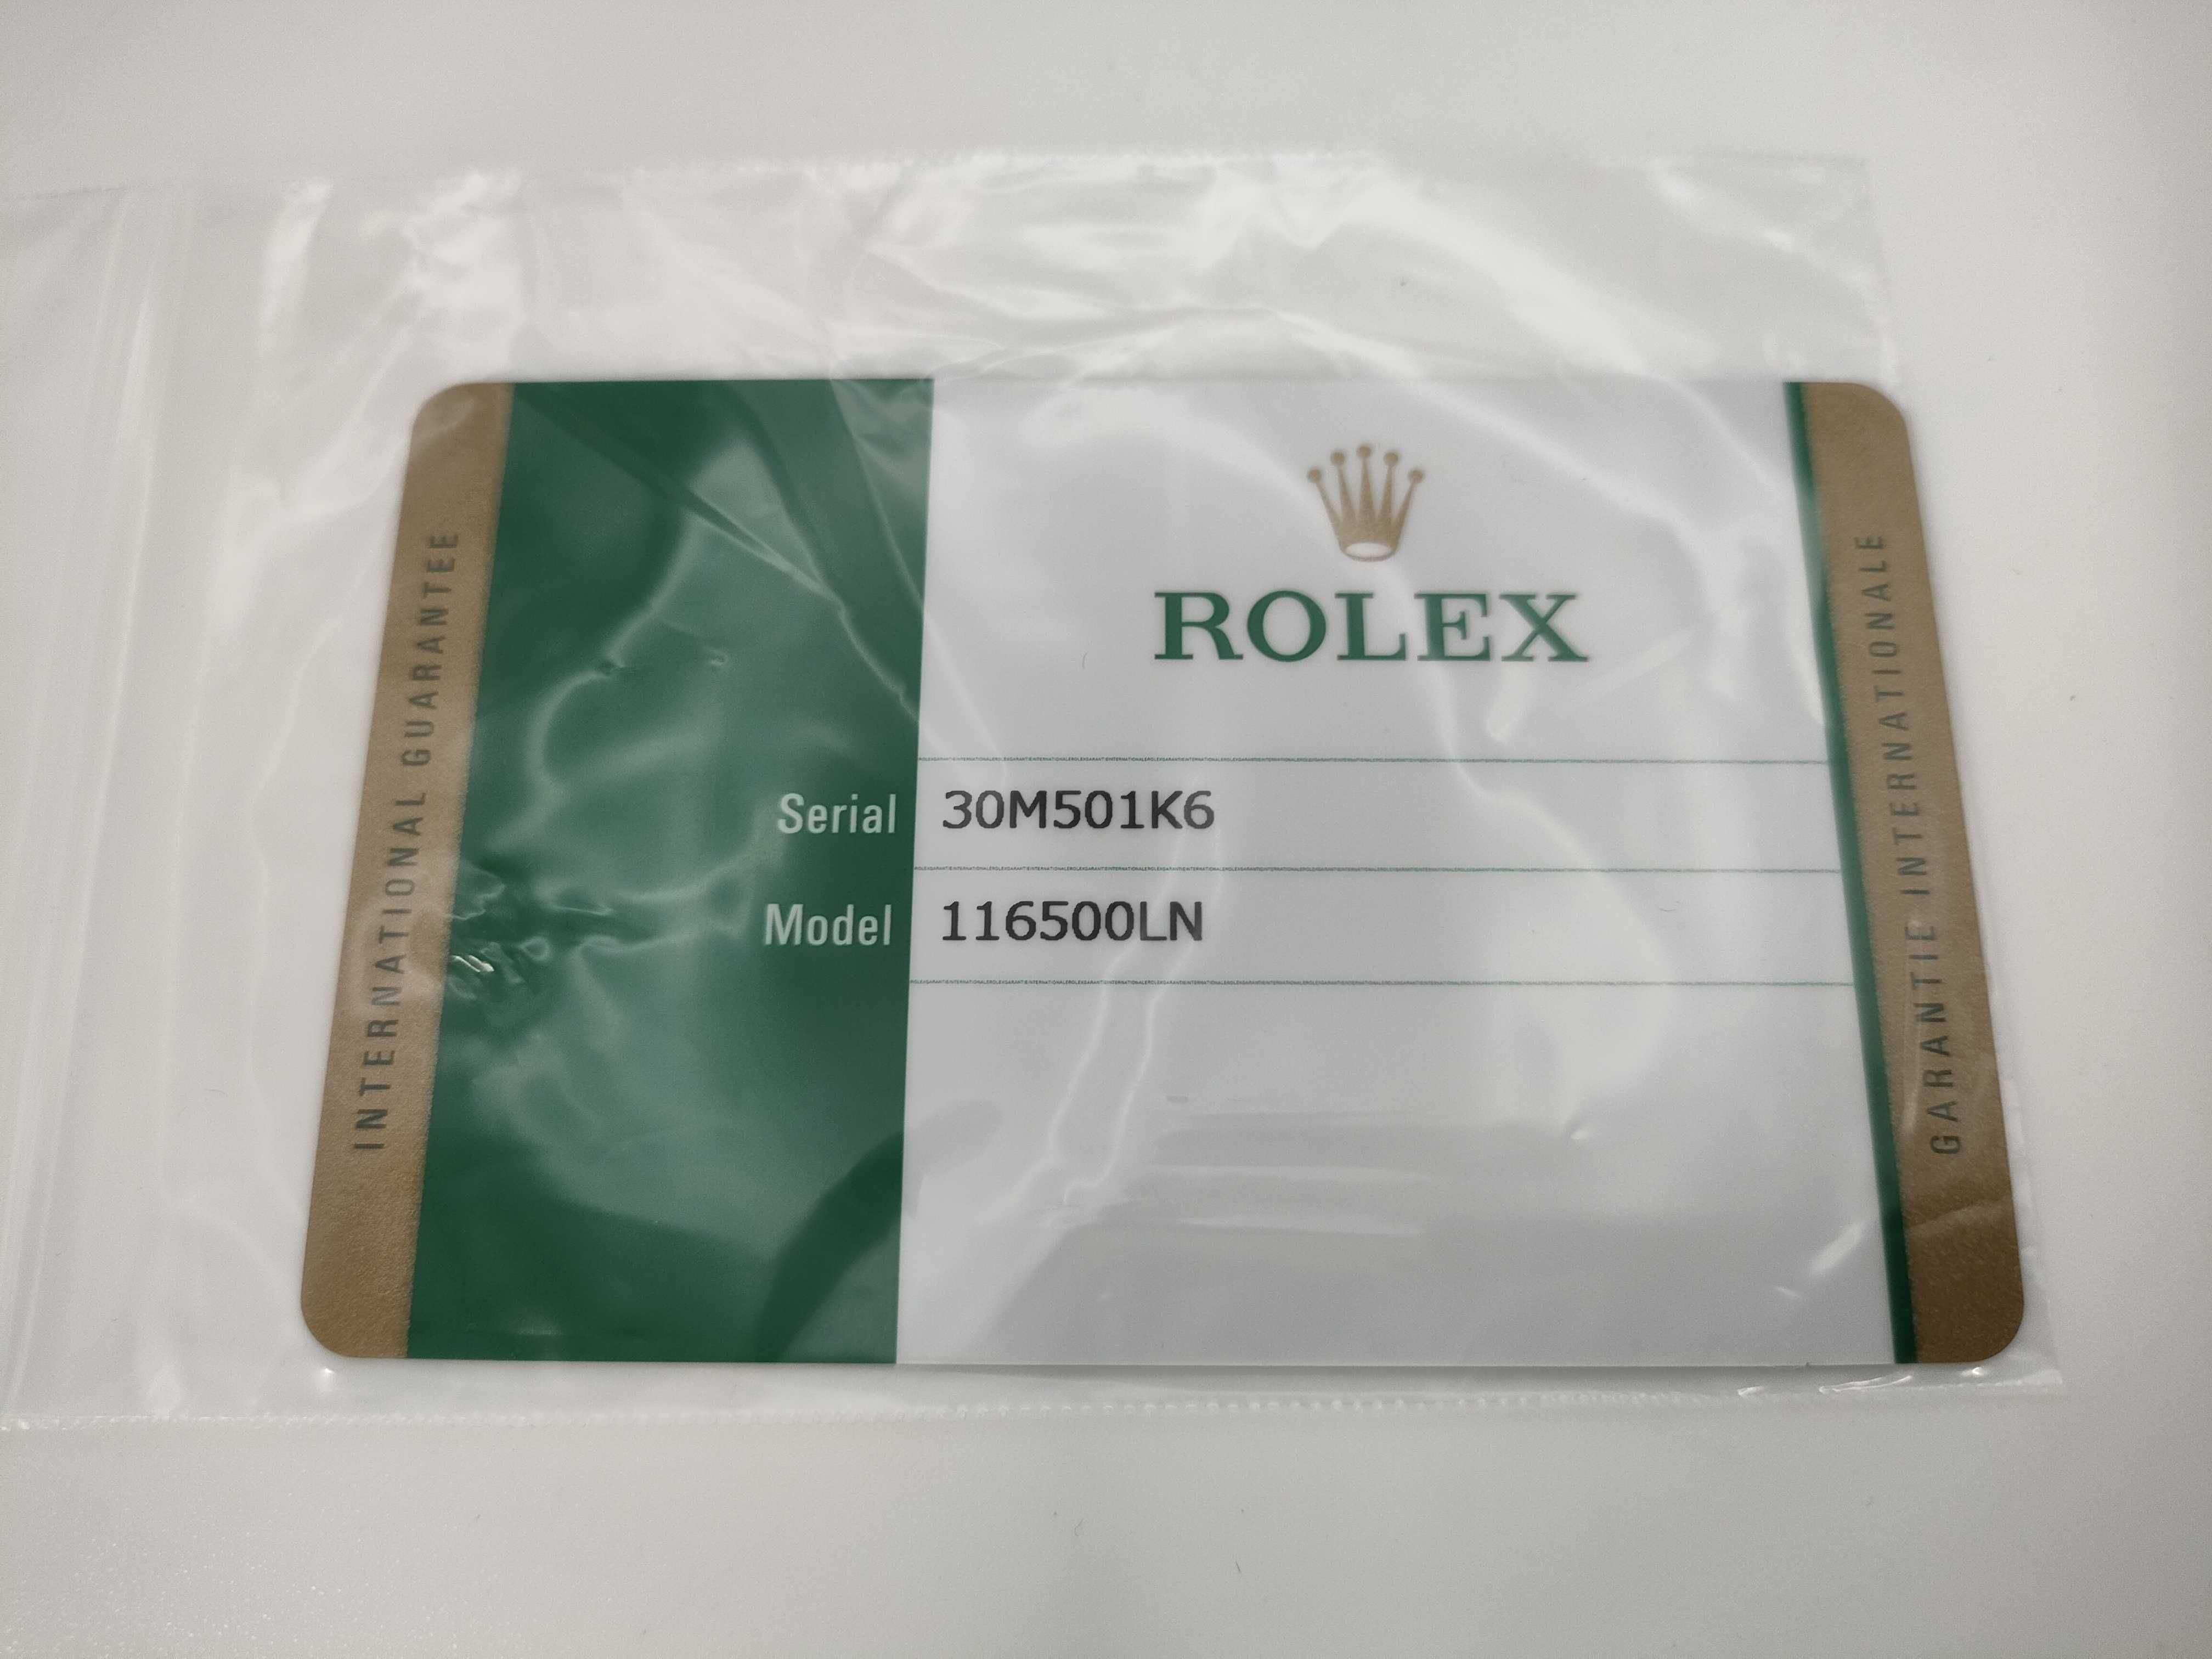 ROLEX
Serial 30M501K6
Model 116500LN
INTERNATIONAL GUARANTEE
GARANTIE INTERNATIONALE